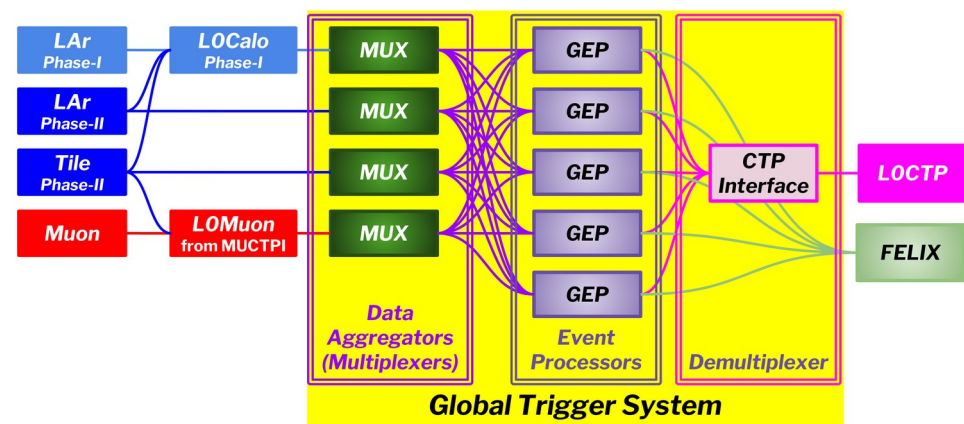 LAr
Phase-I
L0Calo
Phase-I
MUX
GEP
LAr
Phase-II
MUX
GEP
Tile
Phase-II
MUX
GEP
CTP
Interface
L0CTP
Muon
L0Muon
from MUCTPI
MUX
GEP
FELIX
GEP
Data
Aggregators
(Multiplexers)
Event
Processors
Demultiplexer
Global Trigger System